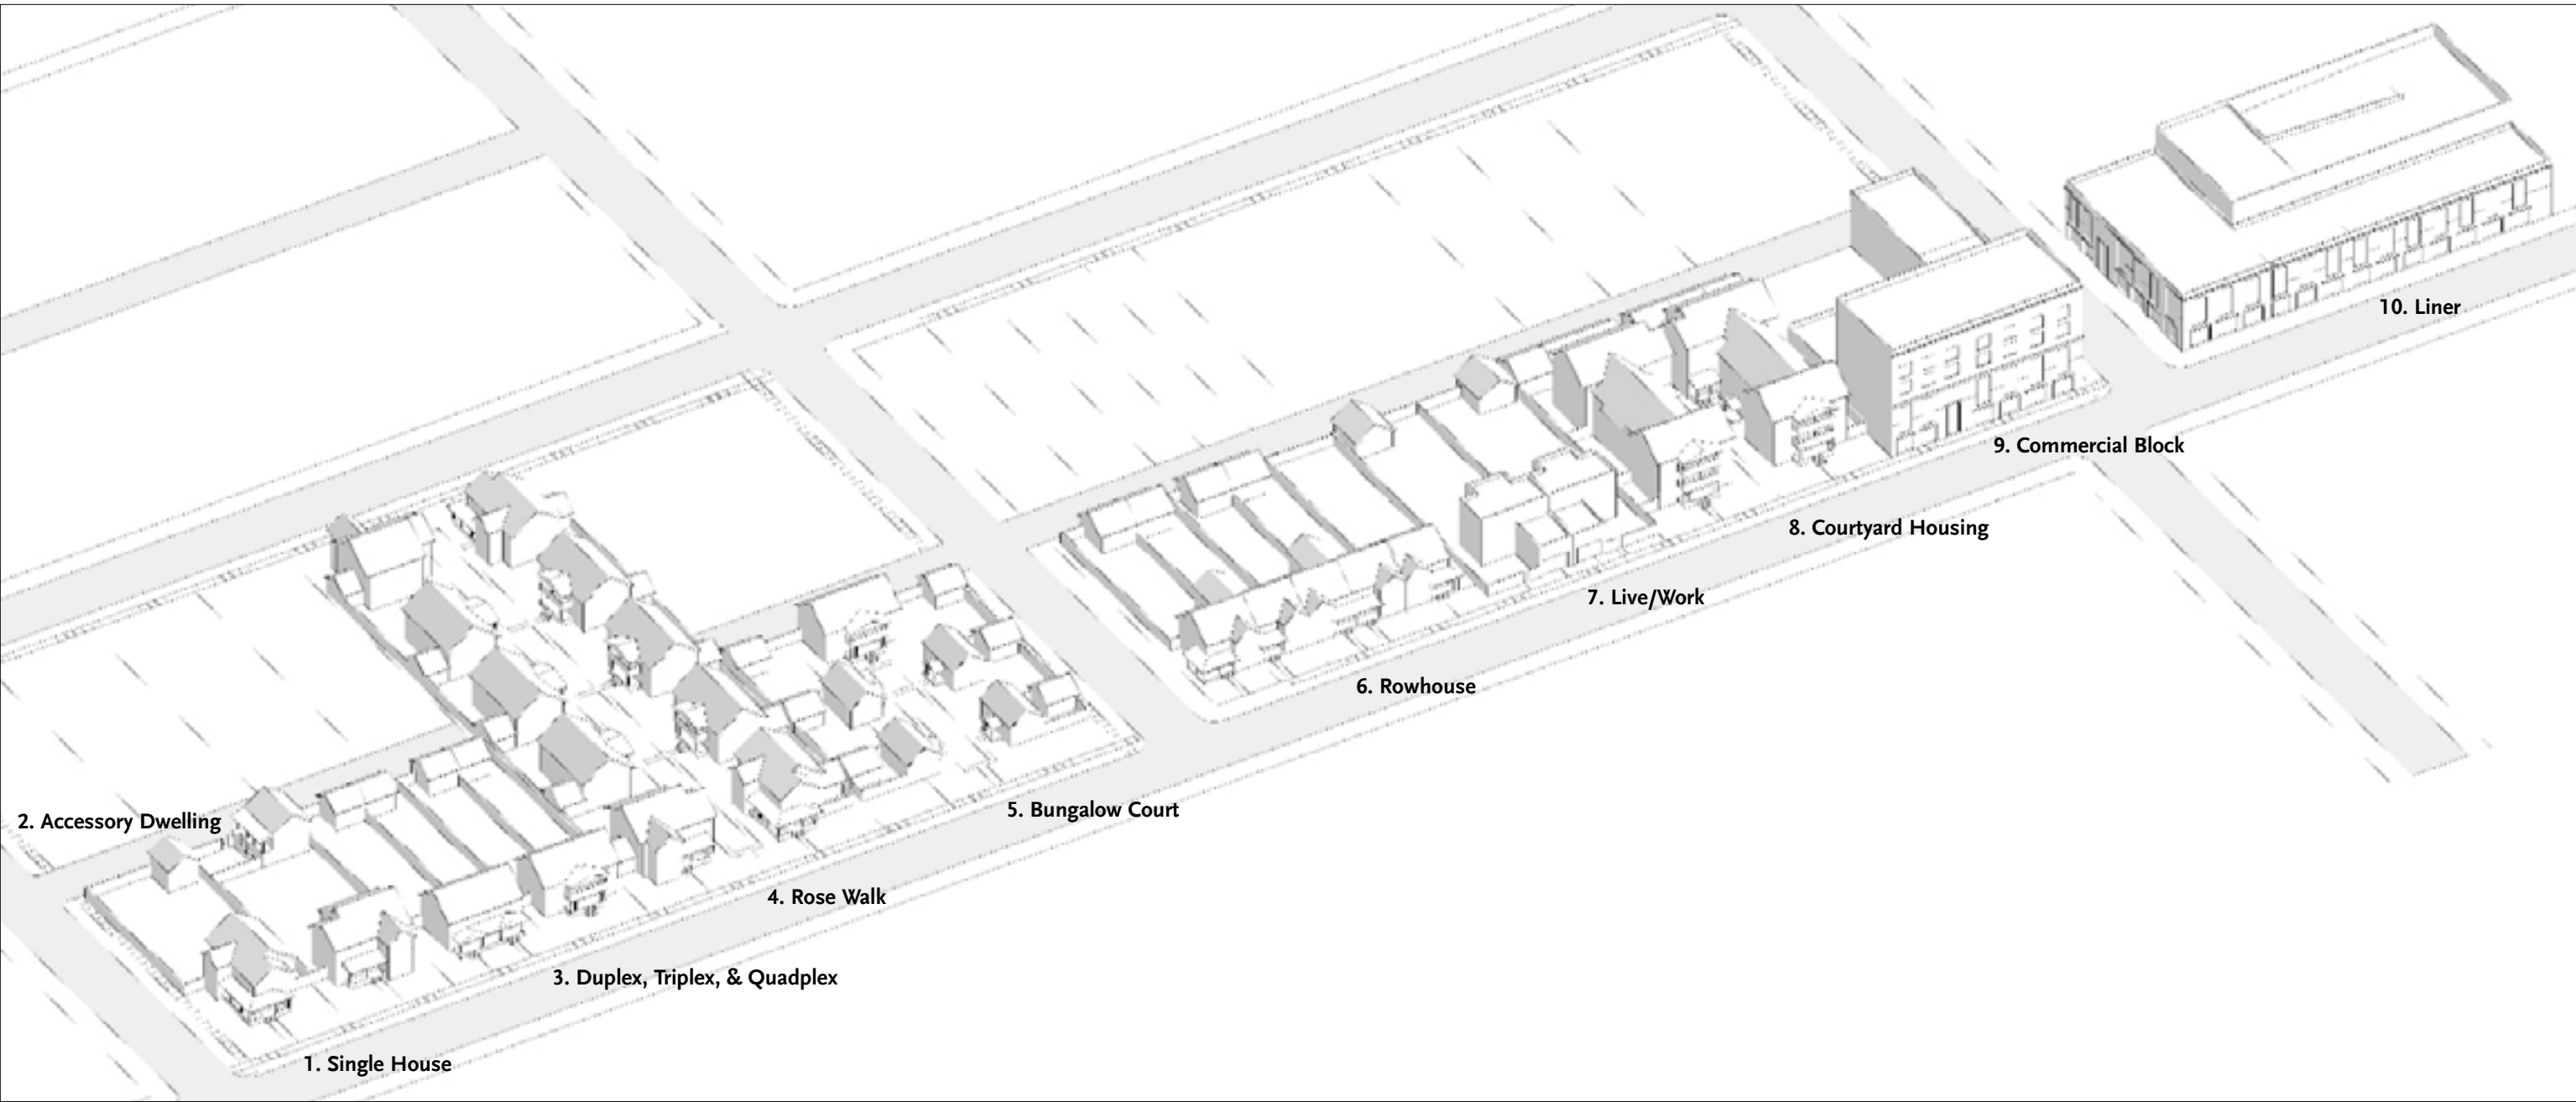 1. Single House
2. Accessory Dwelling
3. Duplex, Triplex, & Quadplex
4. Rose Walk
5. Bungalow Court
6. Rowhouse
7. Live/Work
8. Courtyard Housing
9. Commercial Block
10. Liner